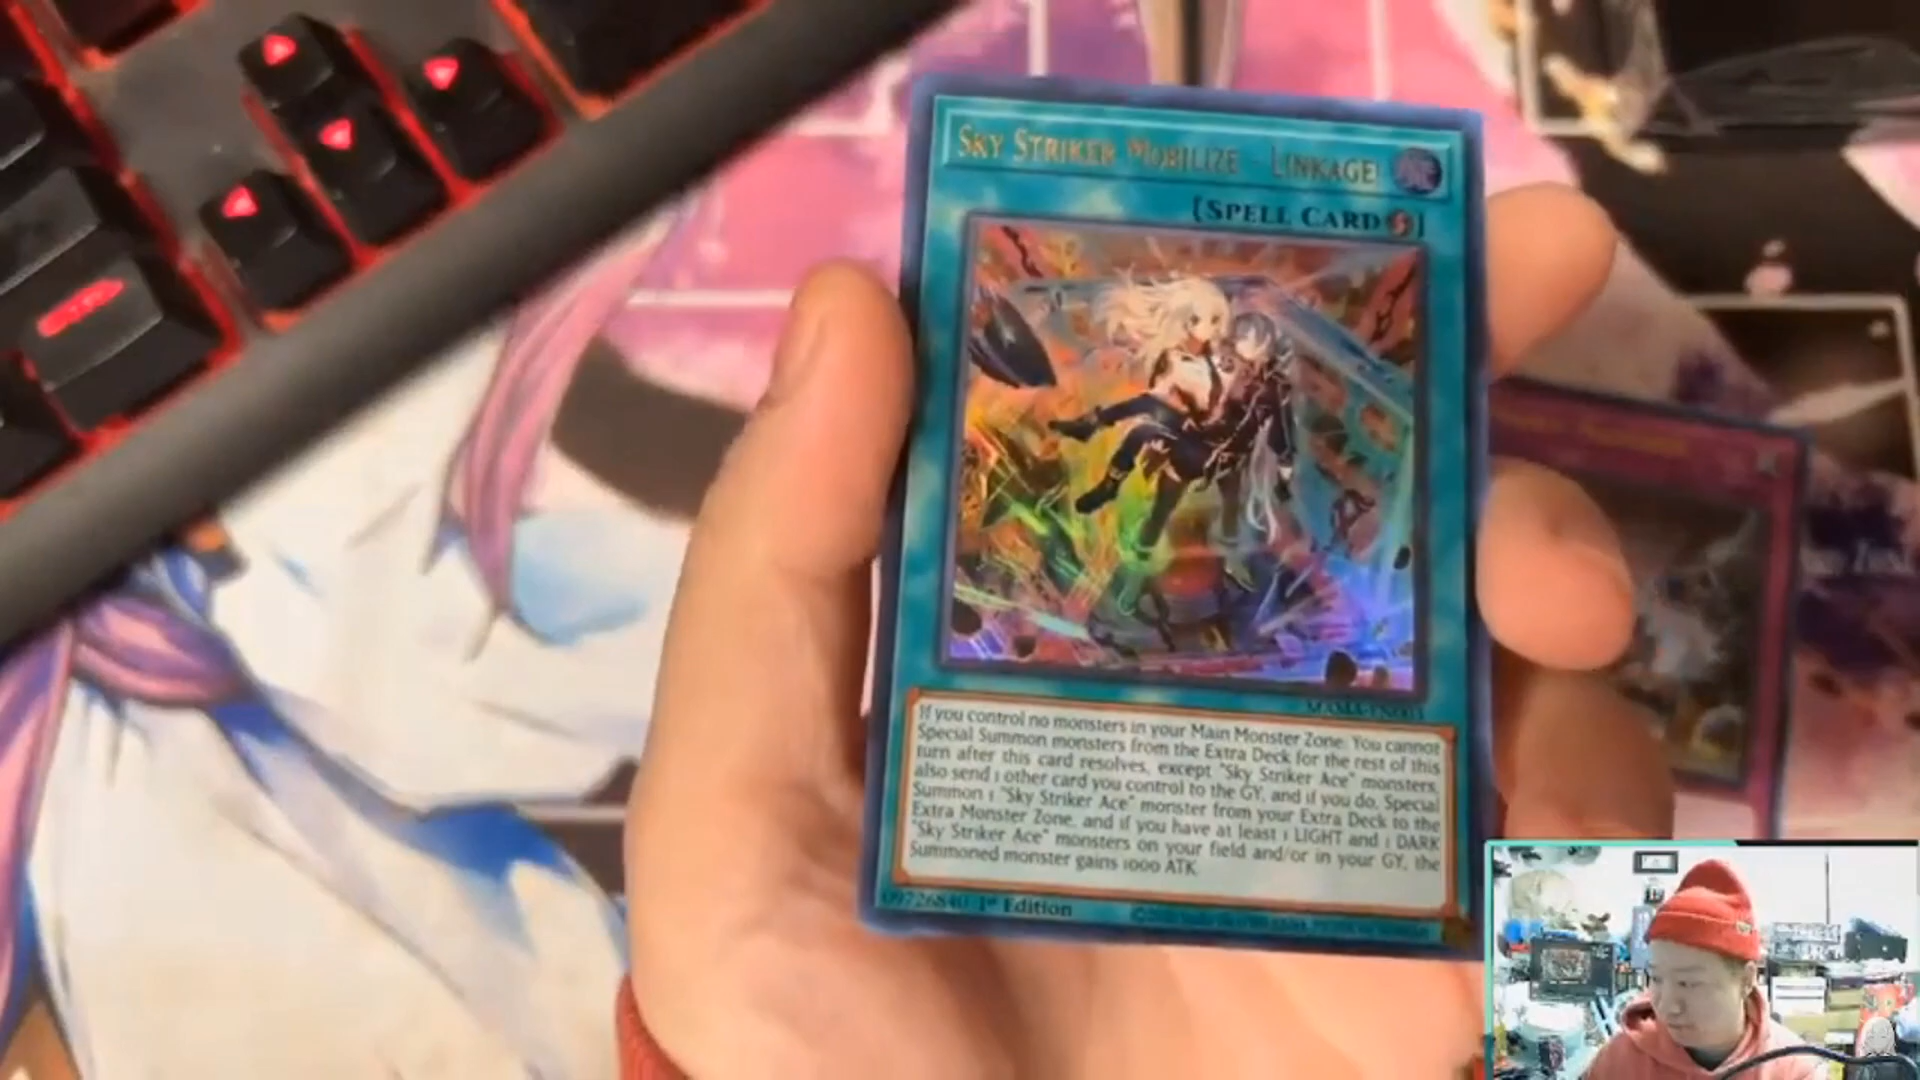 SKY STRIKER MOBILIZE - LINKAGE!
[SPELL CARD]
MAMA-EN003
If you control no monsters in your Main Monster Zone: You cannot
Special Summon monsters from the Extra Deck for the rest of this
turn after this card resolves, except "Sky Striker Ace" monsters,
also send 1 other card you control to the GY, and if you do, Special
Summon 1 "Sky Striker Ace" monster from your Extra Deck to the
Extra Monster Zone, and if you have at least 1 LIGHT and 1 DARK
"Sky Striker Ace" monsters on your field and/or in your GY, the
Summoned monster gains 1000 ATK.
09726840 1st Edition